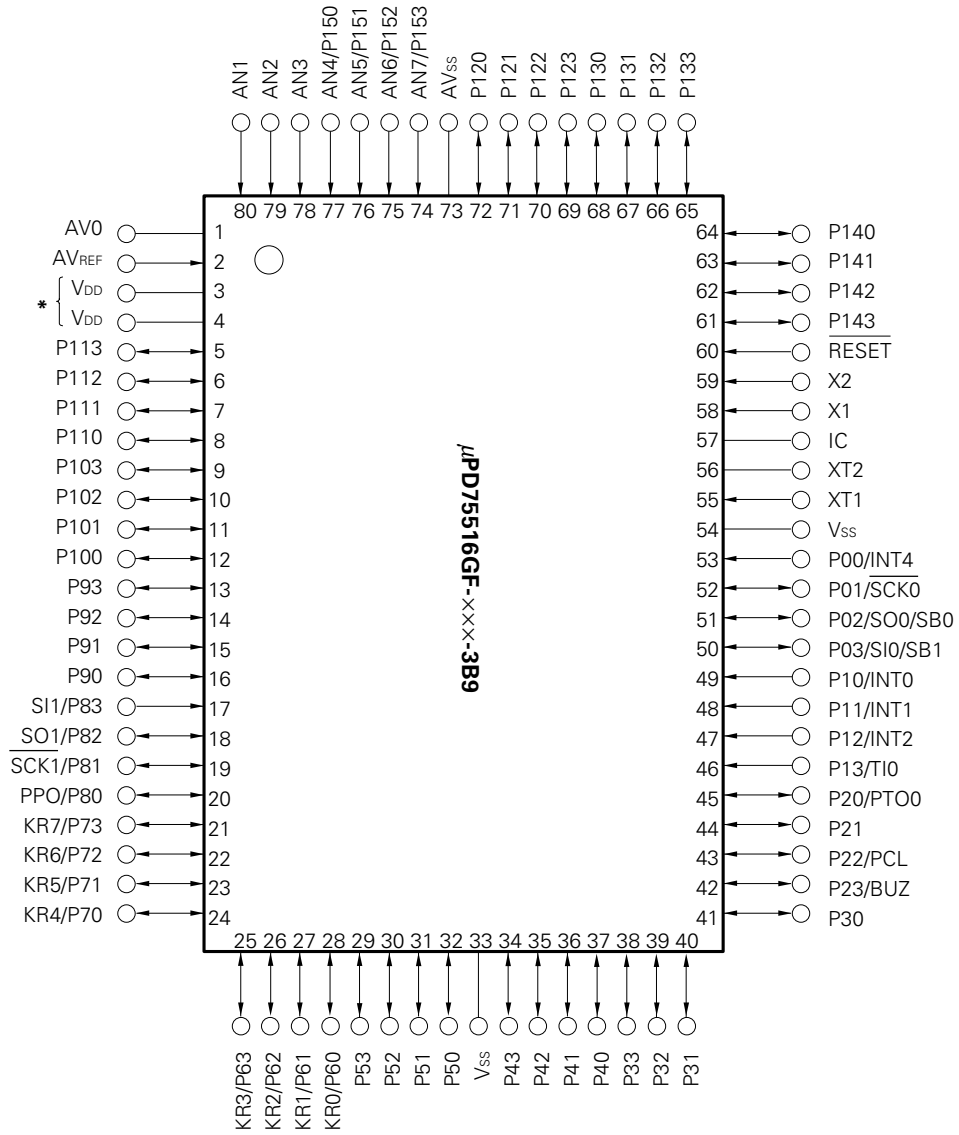 AN1
AN2
AN3
AN4/P150
AN5/P151
AN6/P152
AN7/P153
AVSS
P120
P121
P122
P123
P130
P131
P132
P133
80 79 78 77 76 75 74 73 72 71 70 69 68 67 66 65
AV0 1
AVREF 2
* VDD 3
VDD 4
P113 5
P112 6
P111 7
P110 8
P103 9
P102 10
P101 11
P100 12
P93 13
P92 14
P91 15
P90 16
SI1/P83 17
SO1/P82 18
SCK1/P81 19
PPO/P80 20
KR7/P73 21
KR6/P72 22
KR5/P71 23
KR4/P70 24
µPD75516GF-×××-3B9
64 P140
63 P141
62 P142
61 P143
60 RESET
59 X2
58 X1
57 IC
56 XT2
55 XT1
54 VSS
53 P00/INT4
52 P01/SCK0
51 P02/SO0/SB0
50 P03/SI0/SB1
49 P10/INT0
48 P11/INT1
47 P12/INT2
46 P13/TI0
45 P20/PTO0
44 P21
43 P22/PCL
42 P23/BUZ
41 P30
25 26 27 28 29 30 31 32 33 34 35 36 37 38 39 40
KR3/P63
KR2/P62
KR1/P61
KR0/P60
P53
P52
P51
P50
VSS
P43
P42
P41
P40
P33
P32
P31